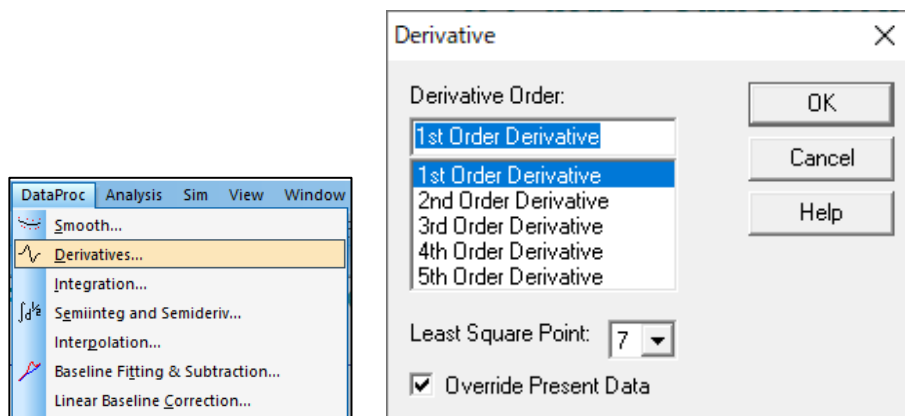 DataProc Analysis Sim View Window
Smooth...
Derivatives...
Integration...
Semiinteg and Semideriv...
Interpolation...
Baseline Fitting & Subtraction...
Linear Baseline Correction...
Derivative
Derivative Order:
1st Order Derivative
1st Order Derivative
2nd Order Derivative
3rd Order Derivative
4th Order Derivative
5th Order Derivative
Least Square Point: 7
Override Present Data
OK
Cancel
Help